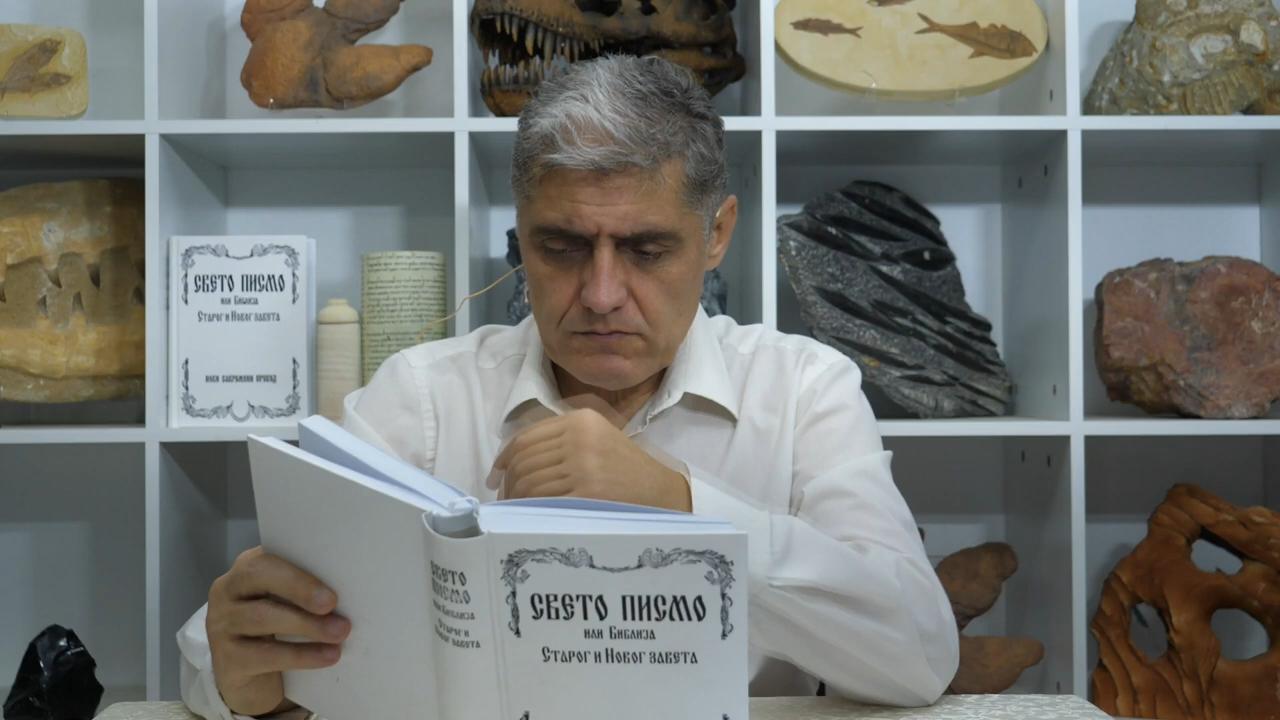 СВЕТО ПИСМО
или Библија
Старог и Новог завета
СВЕТО
ПИСМО
или Библија
Старог и
Новог завета
СВЕТО ПИСМО
или Библија
Старог и Новог завета